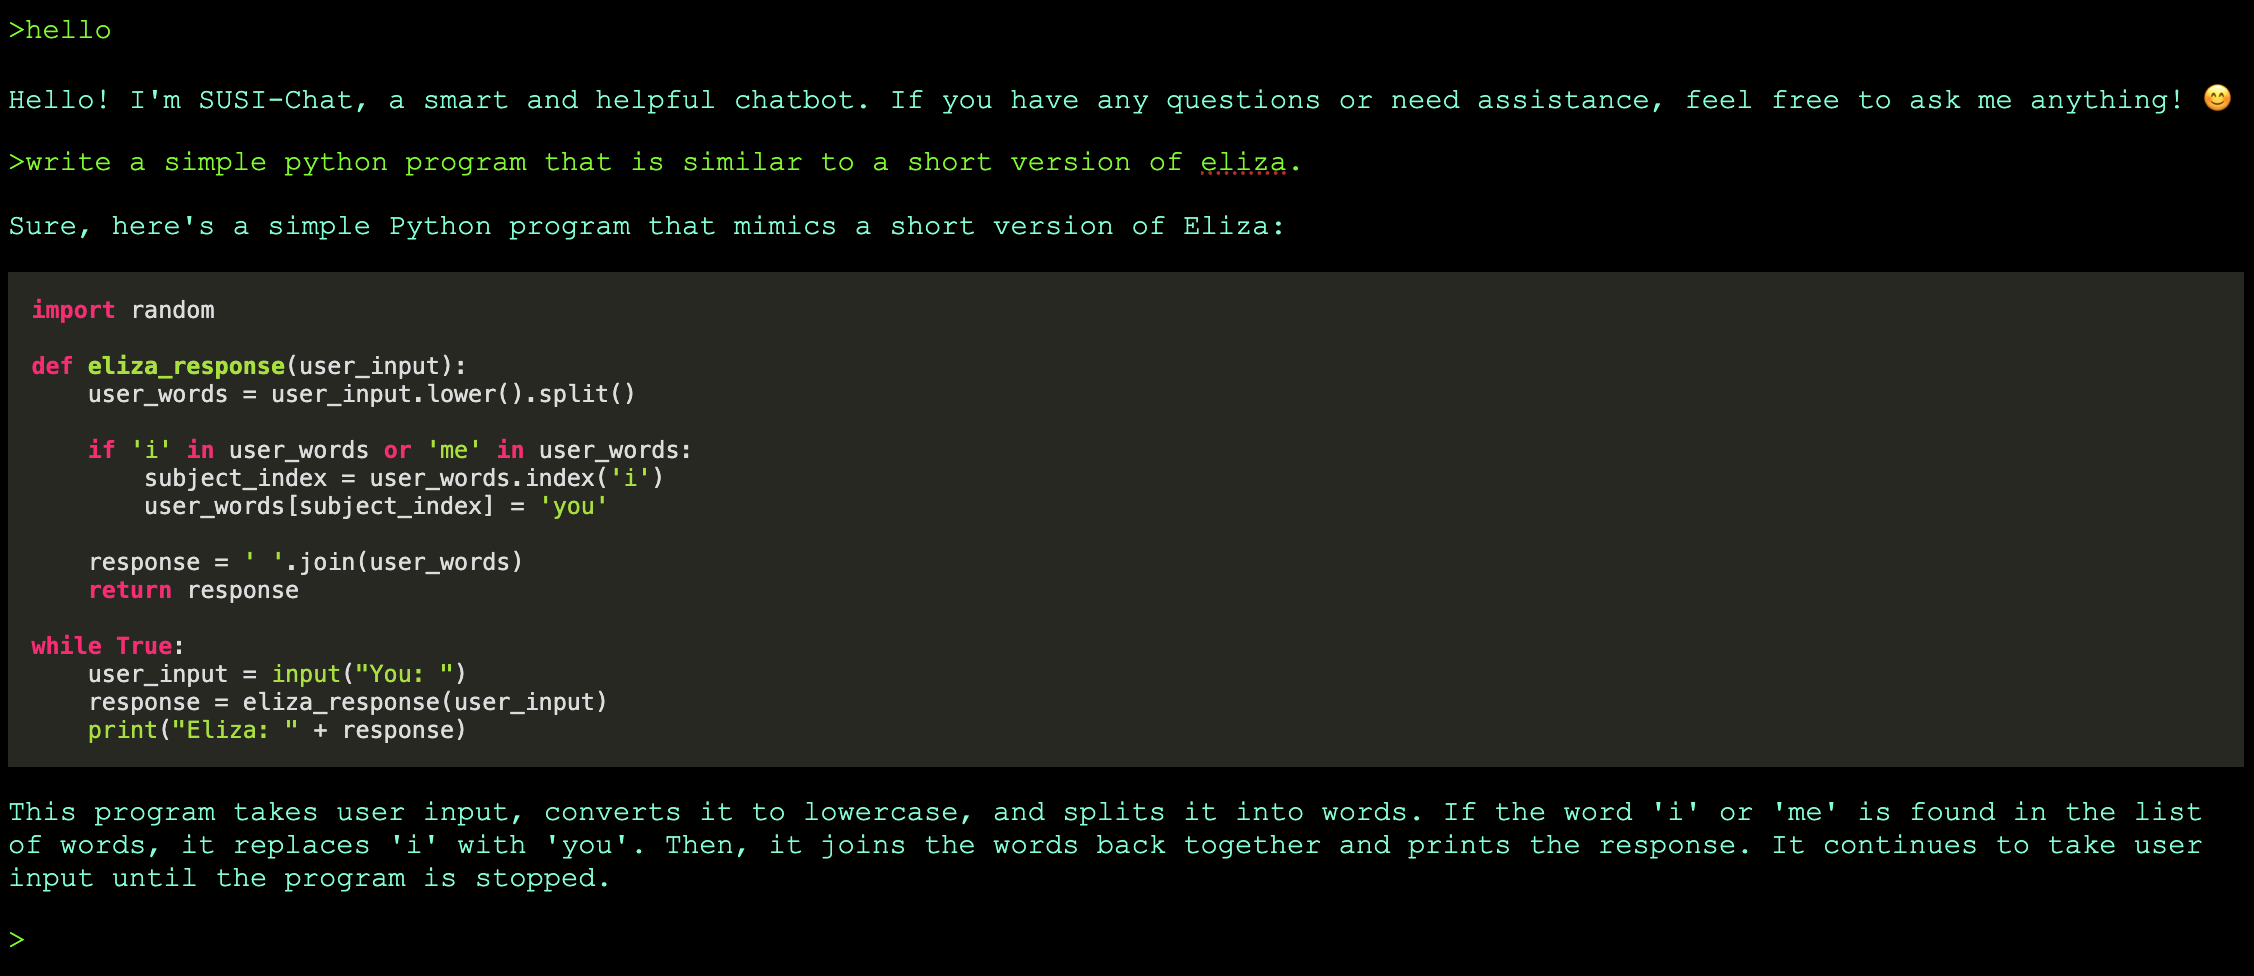 >hello
Hello! I'm SUSI-Chat, a smart and helpful chatbot. If you have any questions or need assistance, feel free to ask me anything! 😊
>write a simple python program that is similar to a short version of eliza.
Sure, here's a simple Python program that mimics a short version of Eliza:
import random
def eliza_response(user_input):
    user_words = user_input.lower().split()
    if 'i' in user_words or 'me' in user_words:
        subject_index = user_words.index('i')
        user_words[subject_index] = 'you'
    response = ' '.join(user_words)
    return response
while True:
    user_input = input("You: ")
    response = eliza_response(user_input)
    print("Eliza: " + response)
This program takes user input, converts it to lowercase, and splits it into words. If the word 'i' or 'me' is found in the list
of words, it replaces 'i' with 'you'. Then, it joins the words back together and prints the response. It continues to take user
input until the program is stopped.
>